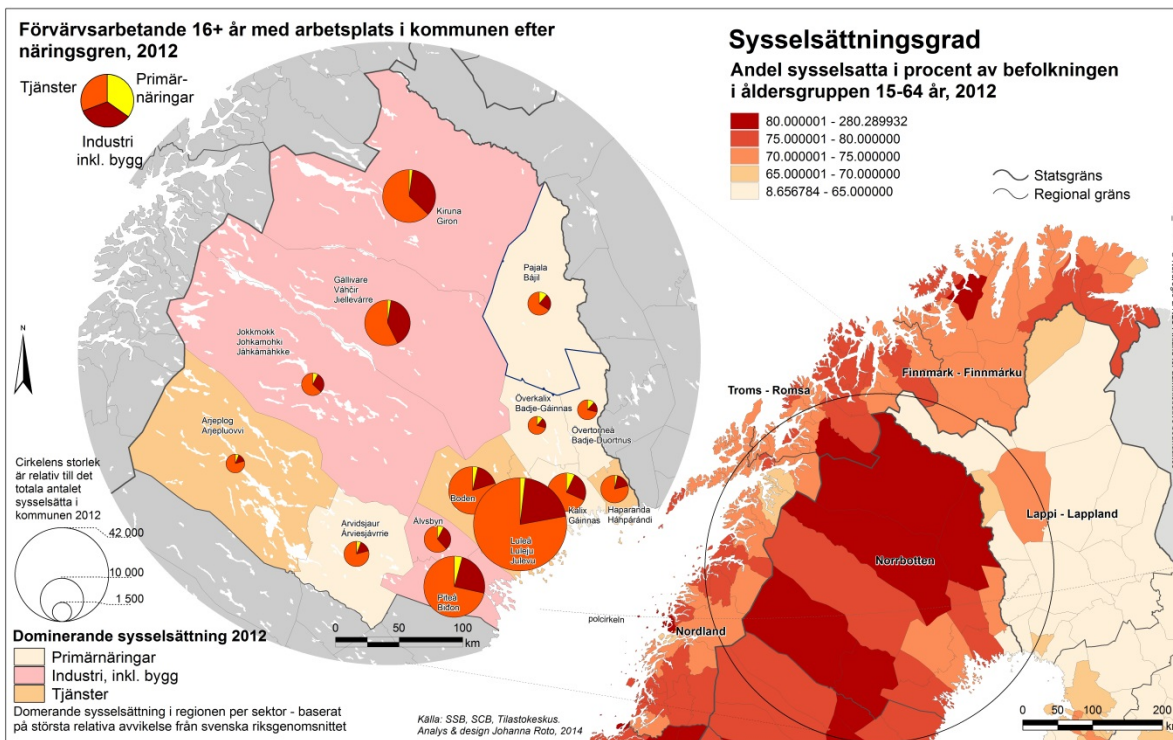 Förvärvsarbetande 16+ år med arbetsplats i kommunen efter
näringsgren, 2012
Tjänster
Primär-
näringar
Industri
inkl. bygg
Kiruna
Giron
Pajala
Bájil
Gällivare
Váhčir
Jiellevárre
Jokkmokk
Johkamohki
Jåhkåmåhkke
Överkalix
Badje-Gáinnas
Övertorneå
Badje-Duortnus
Arjeplog
Arjepluovvi
Boden
Kalix
Gáinnas
Haparanda
Háhpárándi
Älvsbyn
Luleå
Luleju
Julevu
Arvidsjaur
Árviesjávrrie
Piteå
Bidon
N
Cirkelens storlek
är relativ till det
totala antalet
sysselsätta i
kommunen 2012
42 000
10 000
1 500
0 50 100
km
Dominerande sysselsättning 2012
Primärnäringar
Industri, inkl. bygg
Tjänster
Domerande sysselsättning i regionen per sektor - baserat
på största relativa avvikelse från svenska riksgenomsnittet
Källa: SSB, SCB, Tilastokeskus.
Analys & design Johanna Roto, 2014
Sysselsättningsgrad
Andel sysselsatta i procent av befolkningen
i åldersgruppen 15-64 år, 2012
80.000001 - 280.289932
75.000001 - 80.000000
70.000001 - 75.000000
65.000001 - 70.000000
8.656784 - 65.000000
Statsgräns
Regional gräns
Finnmark - Finnmárku
Troms - Romsa
Lappi - Lappland
Norrbotten
polcirkeln
Nordland
0 50 100 200
km